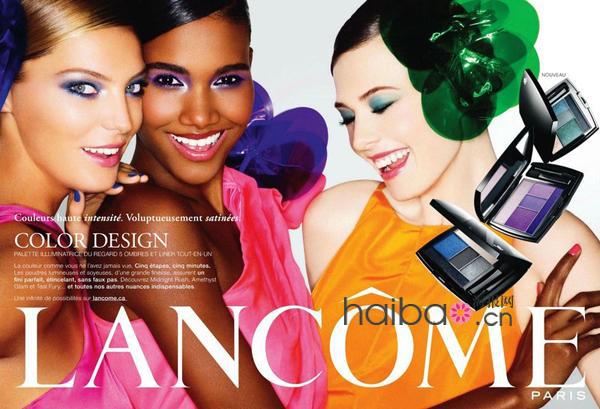 NOUVEAU
Couleurs haute intensité. Voluptueusement satinées.
COLOR DESIGN
PALETTE ILLUMINATRICE DU REGARD 5 OMBRES ET LINER TOUT-EN-UN
La couleur comme vous ne l'avez jamais vue. Cinq étapes, cinq minutes.
Les poudres lumineuses et soyeuses, d'une grande finesse, assurent un
fini parfait, étincelant, sans faux pas. Découvrez Midnight Rush, Amethyst
Glam et Teal Fury... et toutes nos autres nuances indispensables.
Une infinité de possibilités sur lancome.ca
haibao.cn
LANCÔME
PARIS